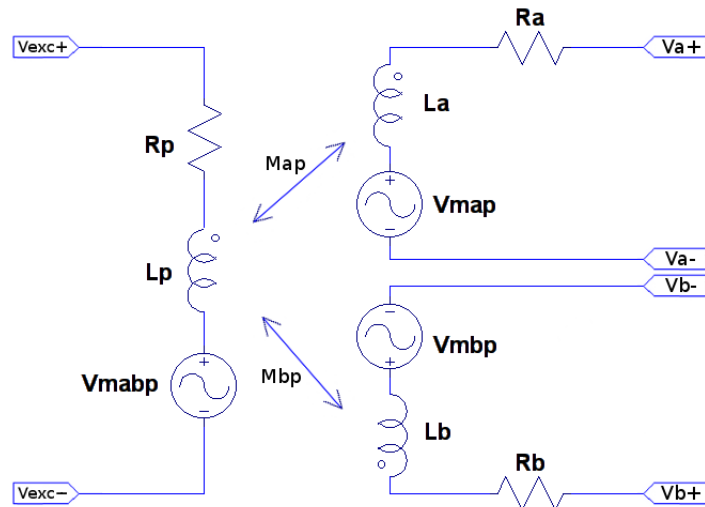 Vexc+
Rp
Lp
Vmabp
Vexc−
Map
Mbp
Ra
Va+
La
+
Vmap
−
Va-
Vb-
−
Vmbp
+
Lb
Rb
Vb+
+
−